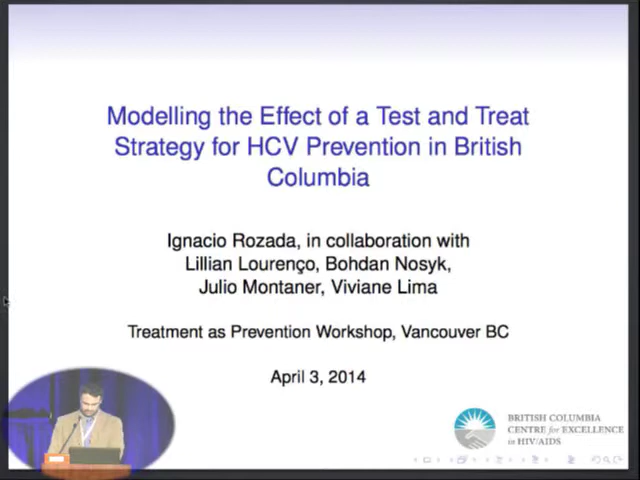 Modelling the Effect of a Test and Treat
Strategy for HCV Prevention in British
Columbia
Ignacio Rozada, in collaboration with
Lillian Lourenço, Bohdan Nosyk,
Julio Montaner, Viviane Lima
Treatment as Prevention Workshop, Vancouver BC
April 3, 2014
BRITISH COLUMBIA
CENTRE for EXCELLENCE
in HIV/AIDS